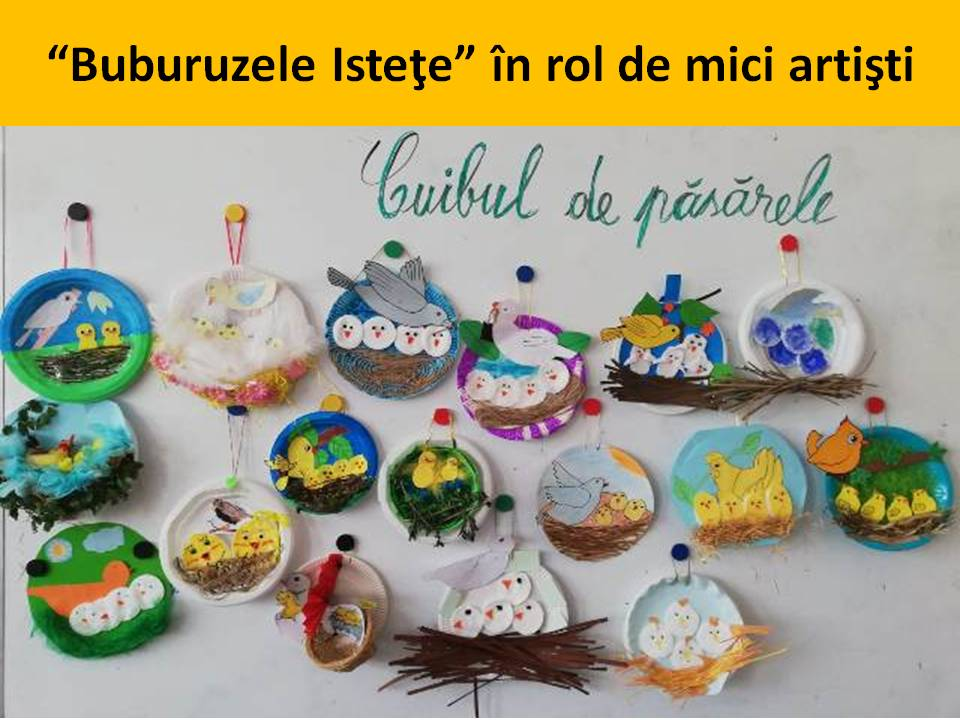 “Buburuzele Isteţe” în rol de mici artişti
Cuibul de păsărele